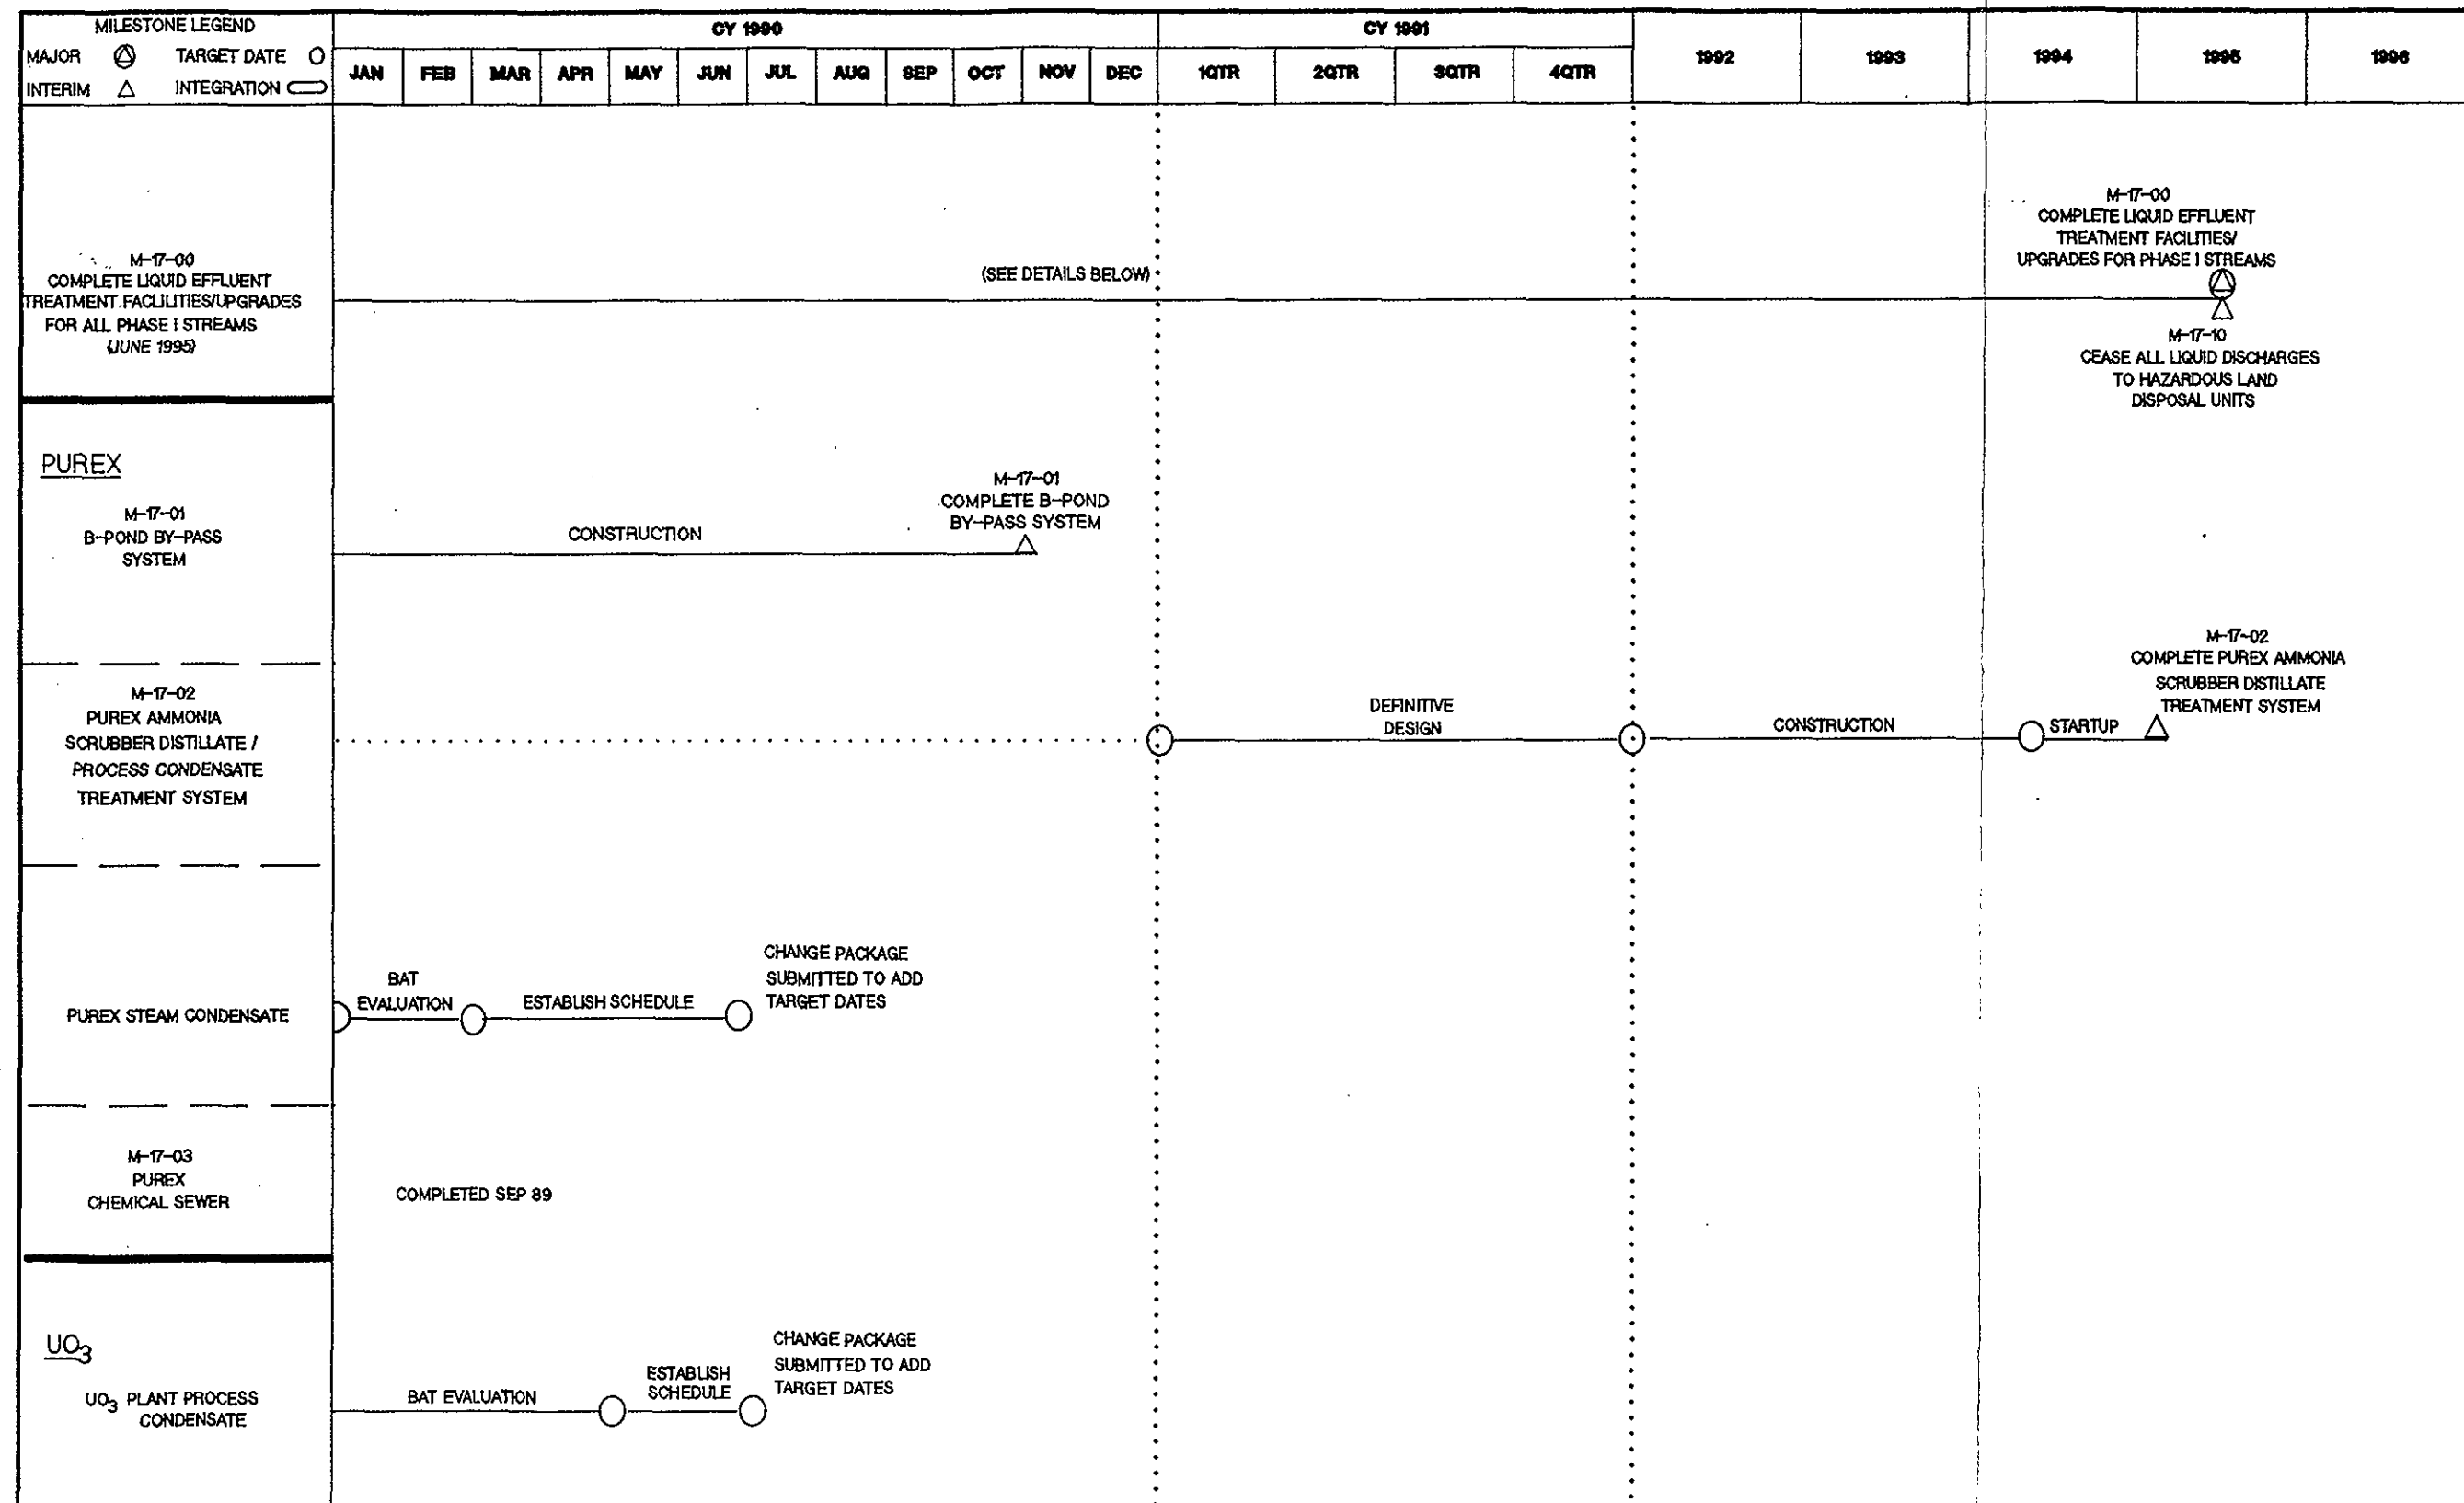 MILESTONE LEGEND
MAJOR TARGET DATE
INTERIM INTEGRATION
CY 1990
CY 1991
JAN FEB MAR APR MAY JUN JUL AUG SEP OCT NOV DEC 1QTR 2QTR 3QTR 4QTR 1992 1993 1994 1995 1996
M-17-00
COMPLETE LIQUID EFFLUENT
TREATMENT FACILITIES/UPGRADES
FOR ALL PHASE I STREAMS
(JUNE 1995)
(SEE DETAILS BELOW)
M-17-00
COMPLETE LIQUID EFFLUENT
TREATMENT FACILITIES/
UPGRADES FOR PHASE I STREAMS
M-17-10
CEASE ALL LIQUID DISCHARGES
TO HAZARDOUS LAND
DISPOSAL UNITS
PUREX
M-17-01
B-POND BY-PASS
SYSTEM
CONSTRUCTION
M-17-01
COMPLETE B-POND
BY-PASS SYSTEM
M-17-02
PUREX AMMONIA
SCRUBBER DISTILLATE /
PROCESS CONDENSATE
TREATMENT SYSTEM
DEFINITIVE
DESIGN
CONSTRUCTION
STARTUP
M-17-02
COMPLETE PUREX AMMONIA
SCRUBBER DISTILLATE
TREATMENT SYSTEM
PUREX STEAM CONDENSATE
BAT
EVALUATION
ESTABLISH SCHEDULE
CHANGE PACKAGE
SUBMITTED TO ADD
TARGET DATES
M-17-03
PUREX
CHEMICAL SEWER
COMPLETED SEP 89
UO3
UO3 PLANT PROCESS
CONDENSATE
BAT EVALUATION
ESTABLISH
SCHEDULE
CHANGE PACKAGE
SUBMITTED TO ADD
TARGET DATES